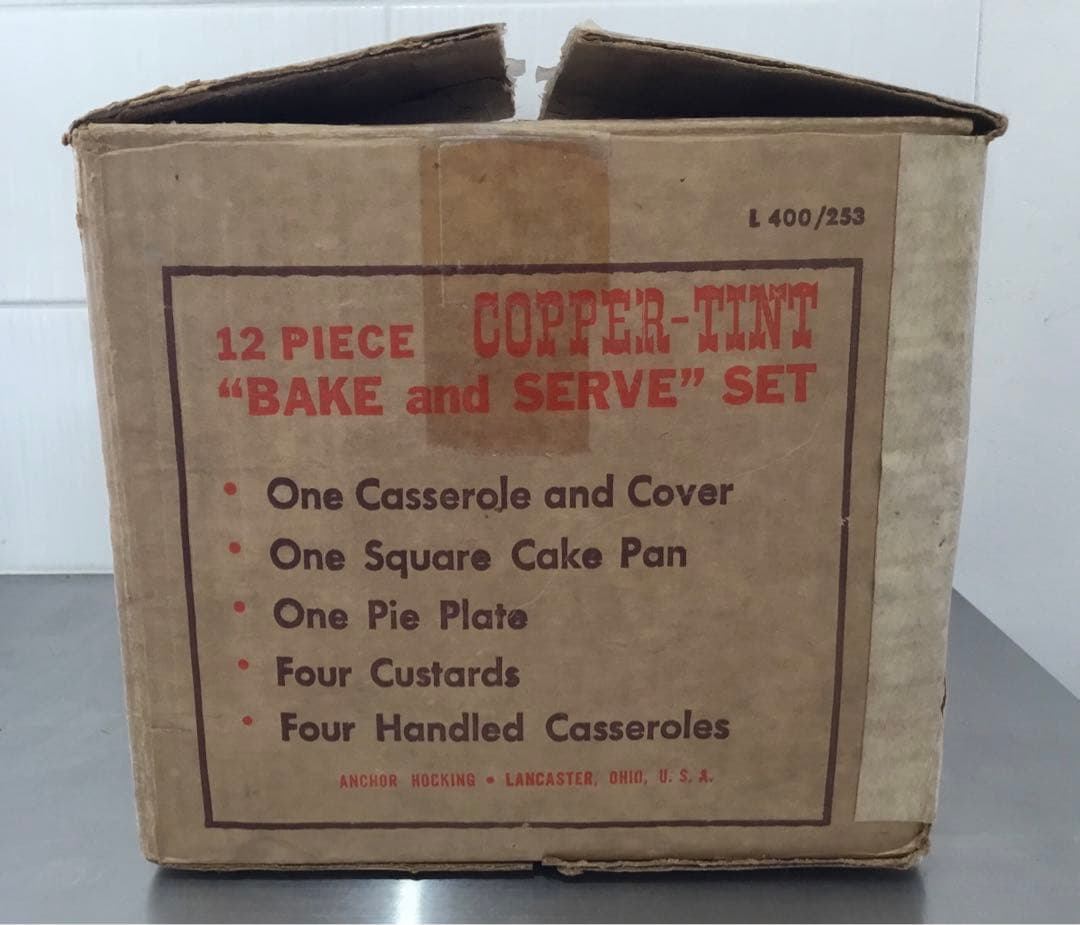 L 400/253
12 PIECE COPPER-TINT
“BAKE and SERVE” SET
• One Casserole and Cover
• One Square Cake Pan
• One Pie Plate
• Four Custards
• Four Handled Casseroles
ANCHOR HOCKING • LANCASTER, OHIO, U. S. A.